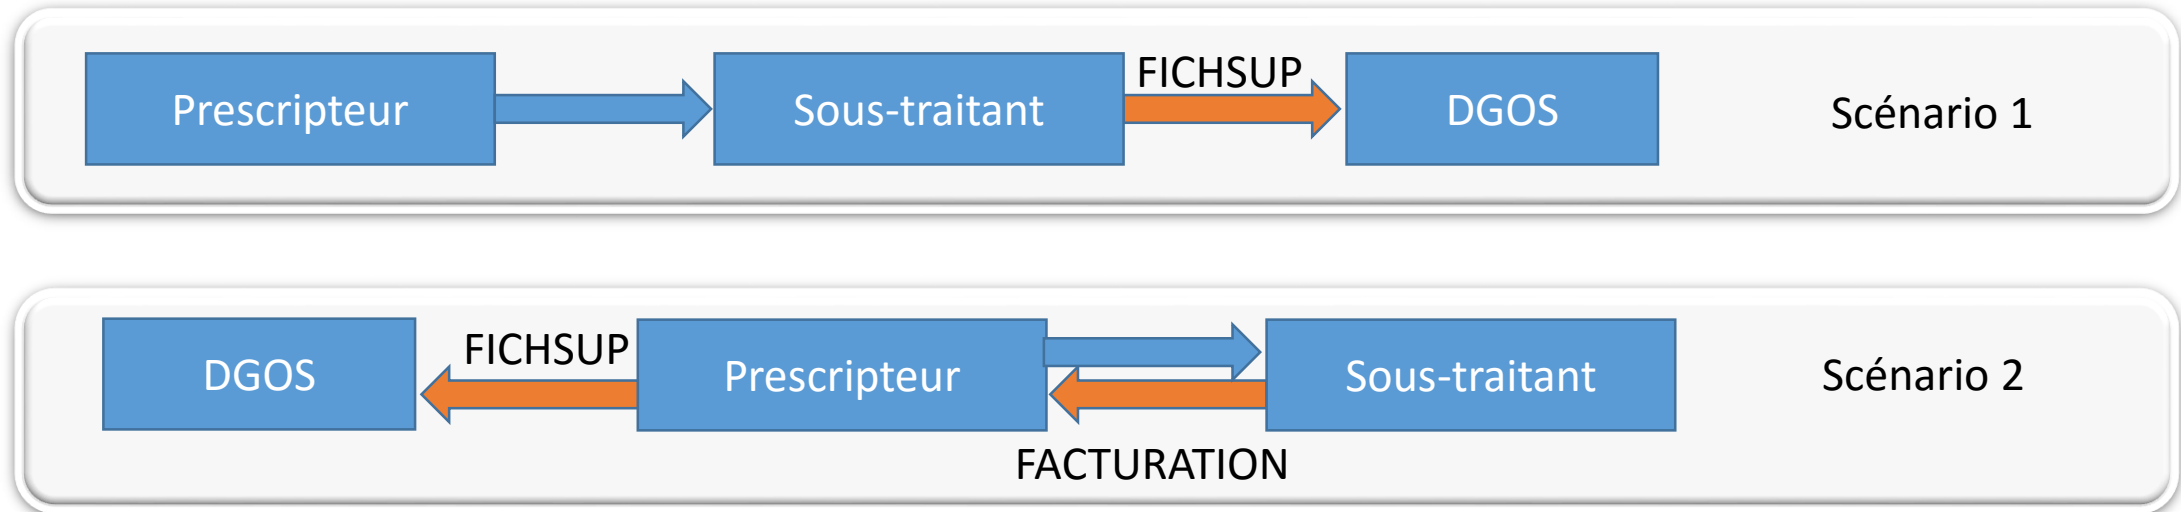 Prescripteur
Sous-traitant
FICHSUP
DGOS
Scénario 1
DGOS
FICHSUP
Prescripteur
Sous-traitant
Scénario 2
FACTURATION